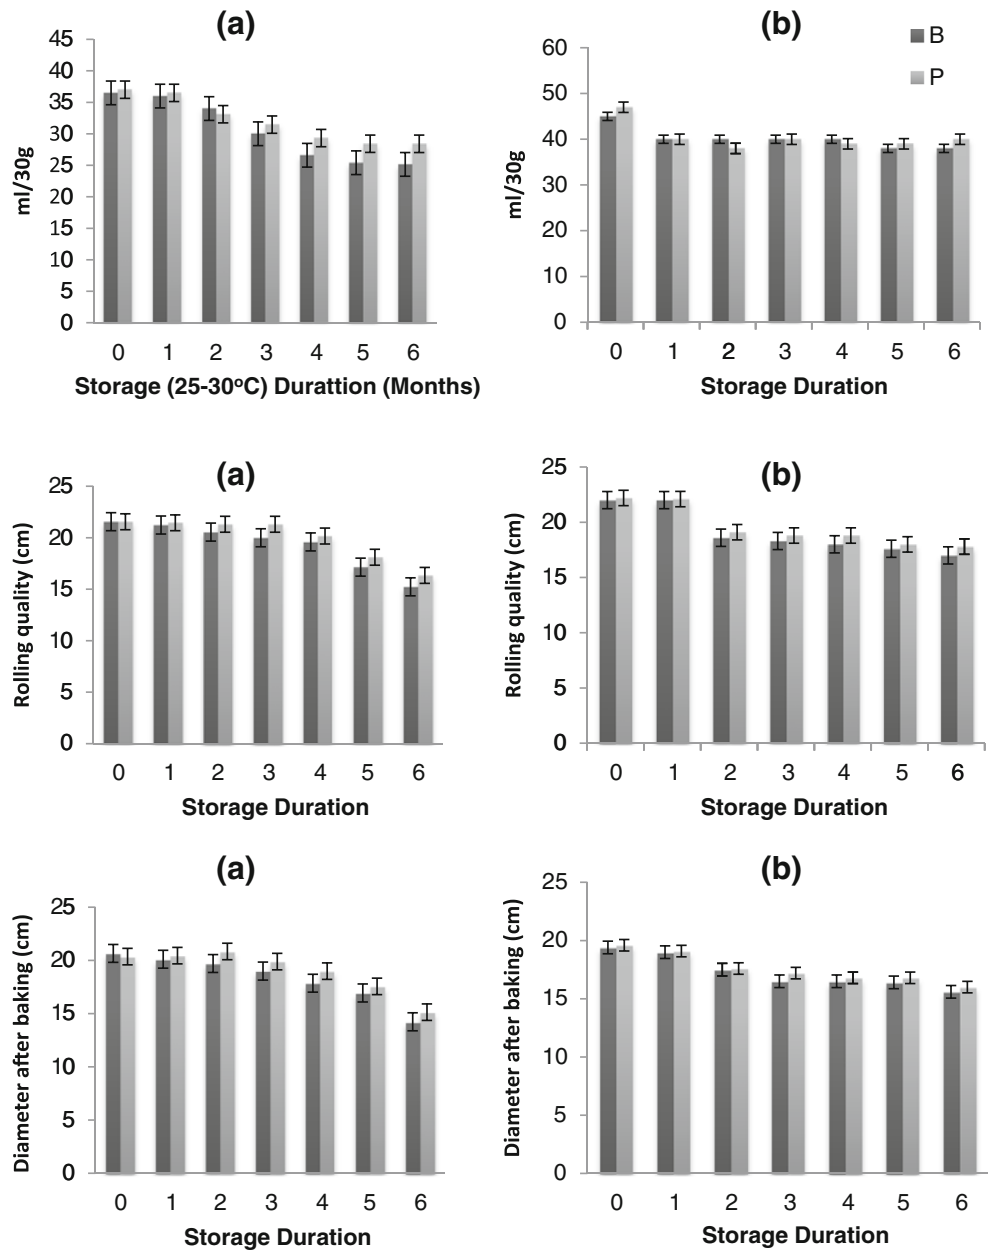 (a)
ml/30g
45
40
35
30
25
20
15
10
5
0
0 1 2 3 4 5 6
Storage (25-30°C) Durattion (Months)
(b)
B
P
ml/30g
60
50
40
30
20
10
0
0 1 2 3 4 5 6
Storage Duration
(a)
Rolling quality (cm)
25
20
15
10
5
0
0 1 2 3 4 5 6
Storage Duration
(b)
Rolling quality (cm)
25
20
15
10
5
0
0 1 2 3 4 5 6
Storage Duration
(a)
Diameter after baking (cm)
25
20
15
10
5
0
0 1 2 3 4 5 6
Storage Duration
(b)
Diameter after baking (cm)
25
20
15
10
5
0
0 1 2 3 4 5 6
Storage Duration